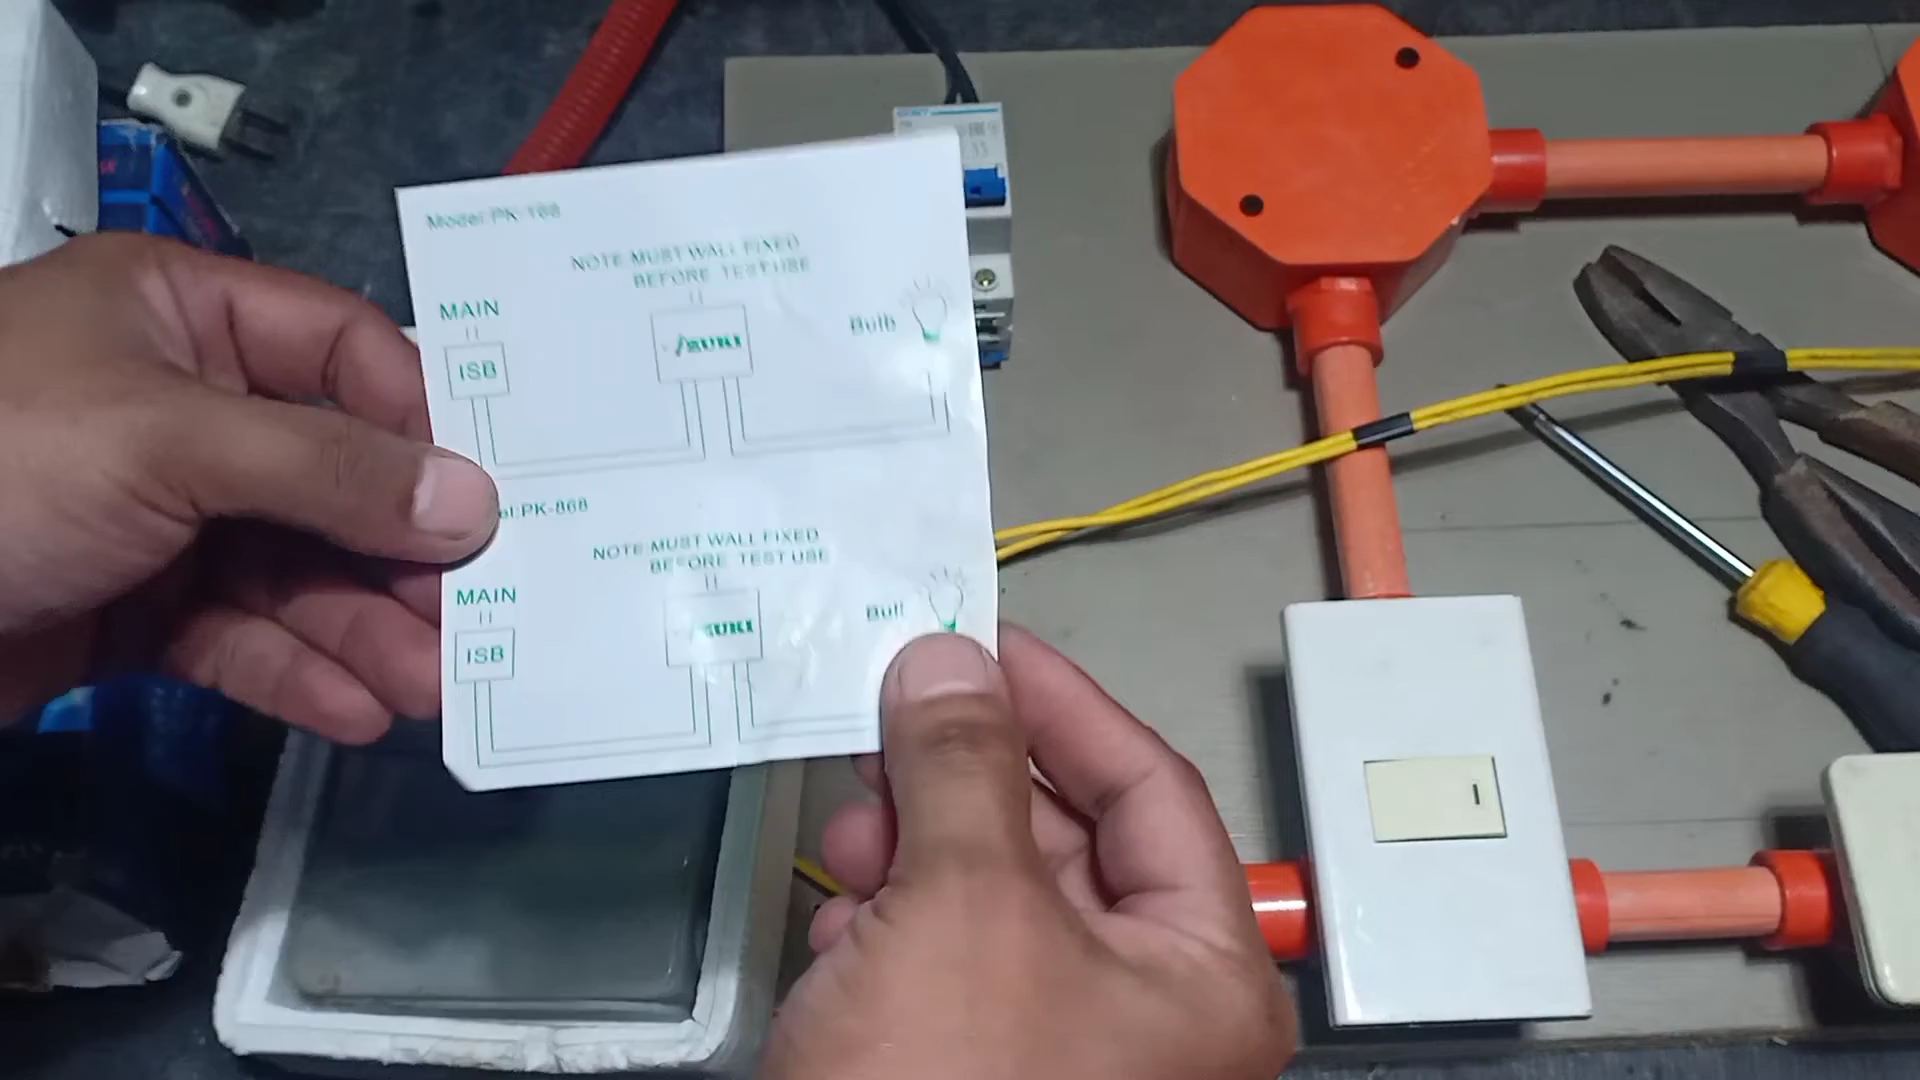 Model:PK-168
NOTE:MUST WALL FIXED
BEFORE TEST USE
MAIN
ISB
Bulb
PK-868
NOTE:MUST WALL FIXED
BEFORE TEST USE
MAIN
ISB